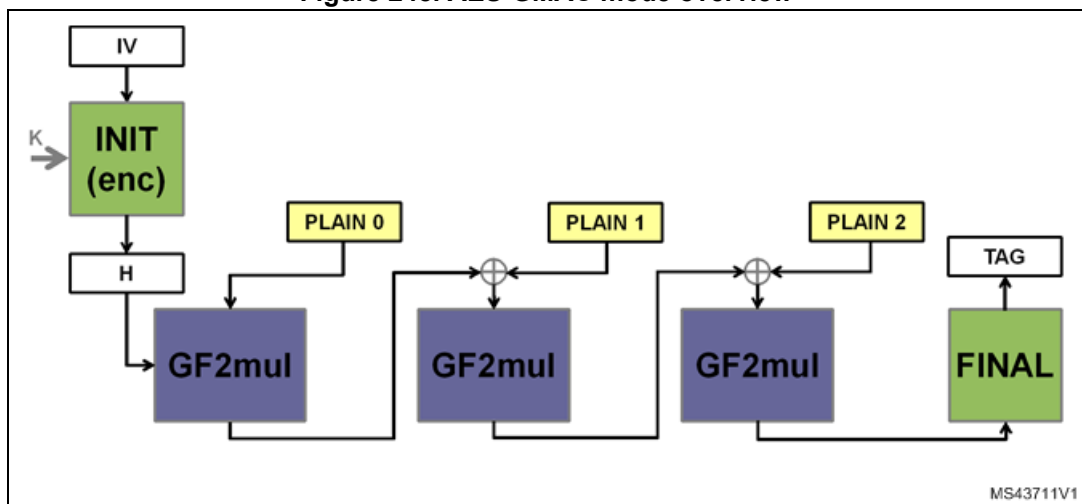 IV
K
INIT
(enc)
PLAIN 0
PLAIN 1
PLAIN 2
H
TAG
GF2mul
GF2mul
GF2mul
FINAL
MS43711V1